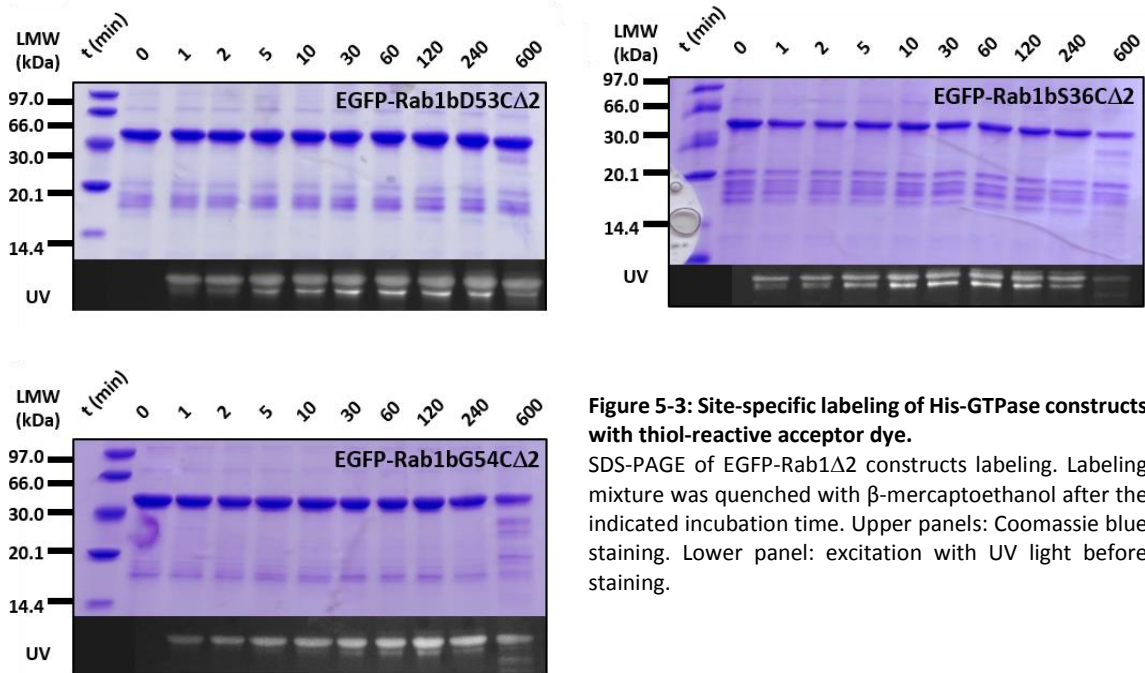 LMW (kDa) t (min) 0 1 2 5 10 30 60 120 240 600
EGFP-Rab1bD53CΔ2
97.0
66.0
30.0
20.1
14.4
UV
LMW (kDa) t (min) 0 1 2 5 10 30 60 120 240 600
EGFP-Rab1bS36CΔ2
97.0
66.0
30.0
20.1
14.4
UV
LMW (kDa) t (min) 0 1 2 5 10 30 60 120 240 600
EGFP-Rab1bG54CΔ2
97.0
66.0
30.0
20.1
14.4
UV
Figure 5-3: Site-specific labeling of His-GTPase constructs
with thiol-reactive acceptor dye.
SDS-PAGE of EGFP-Rab1Δ2 constructs labeling. Labeling
mixture was quenched with β-mercaptoethanol after the
indicated incubation time. Upper panels: Coomassie blue
staining. Lower panel: excitation with UV light before
staining.